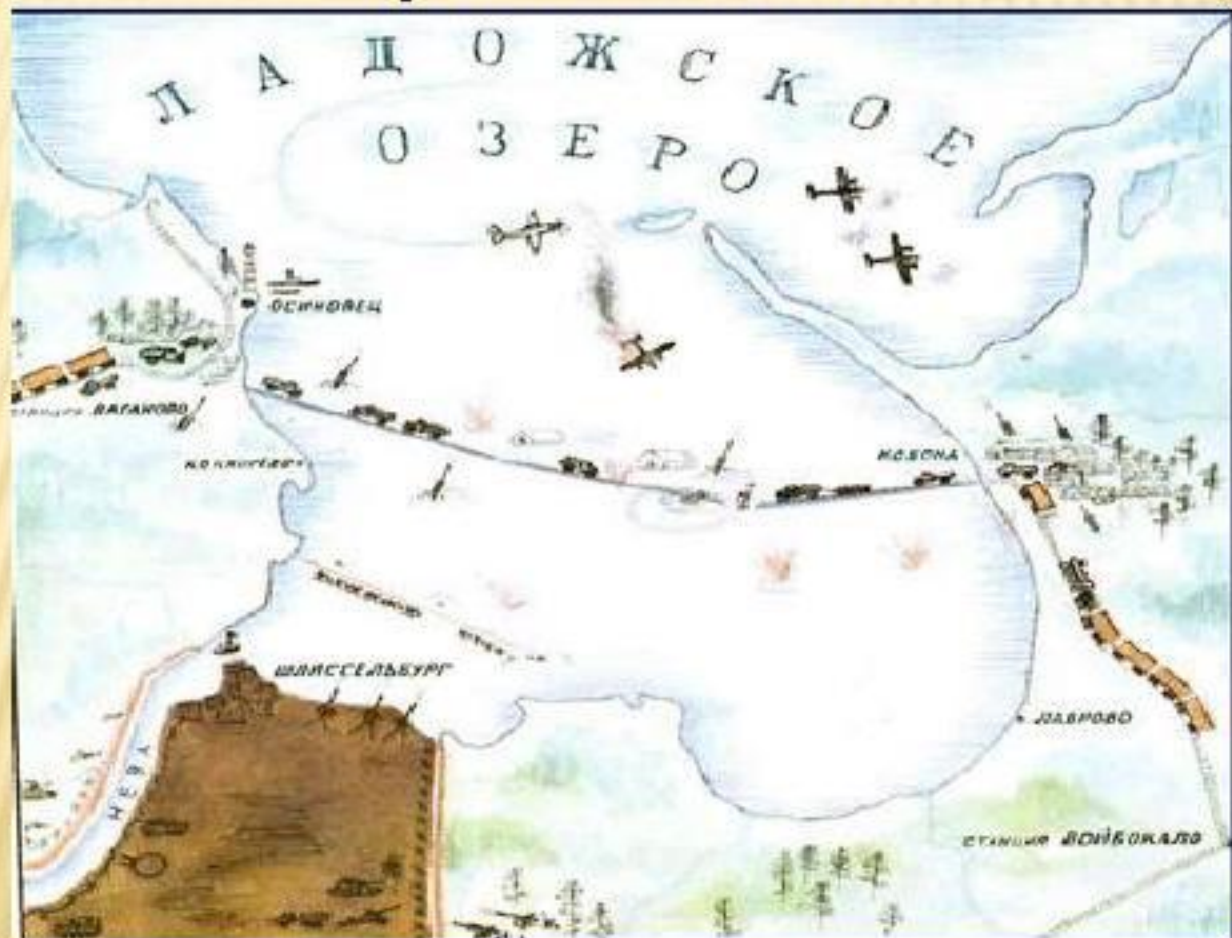 ЛАДОЖСКОЕ
ОЗЕРО
ОСИНОВЕЦ
ВАГАНОВО
КОБОНА
ШЛИССЕЛЬБУРГ
НЕВА
ЛАВРОВО
СТАНЦИЯ ВОЙБОКАЛО